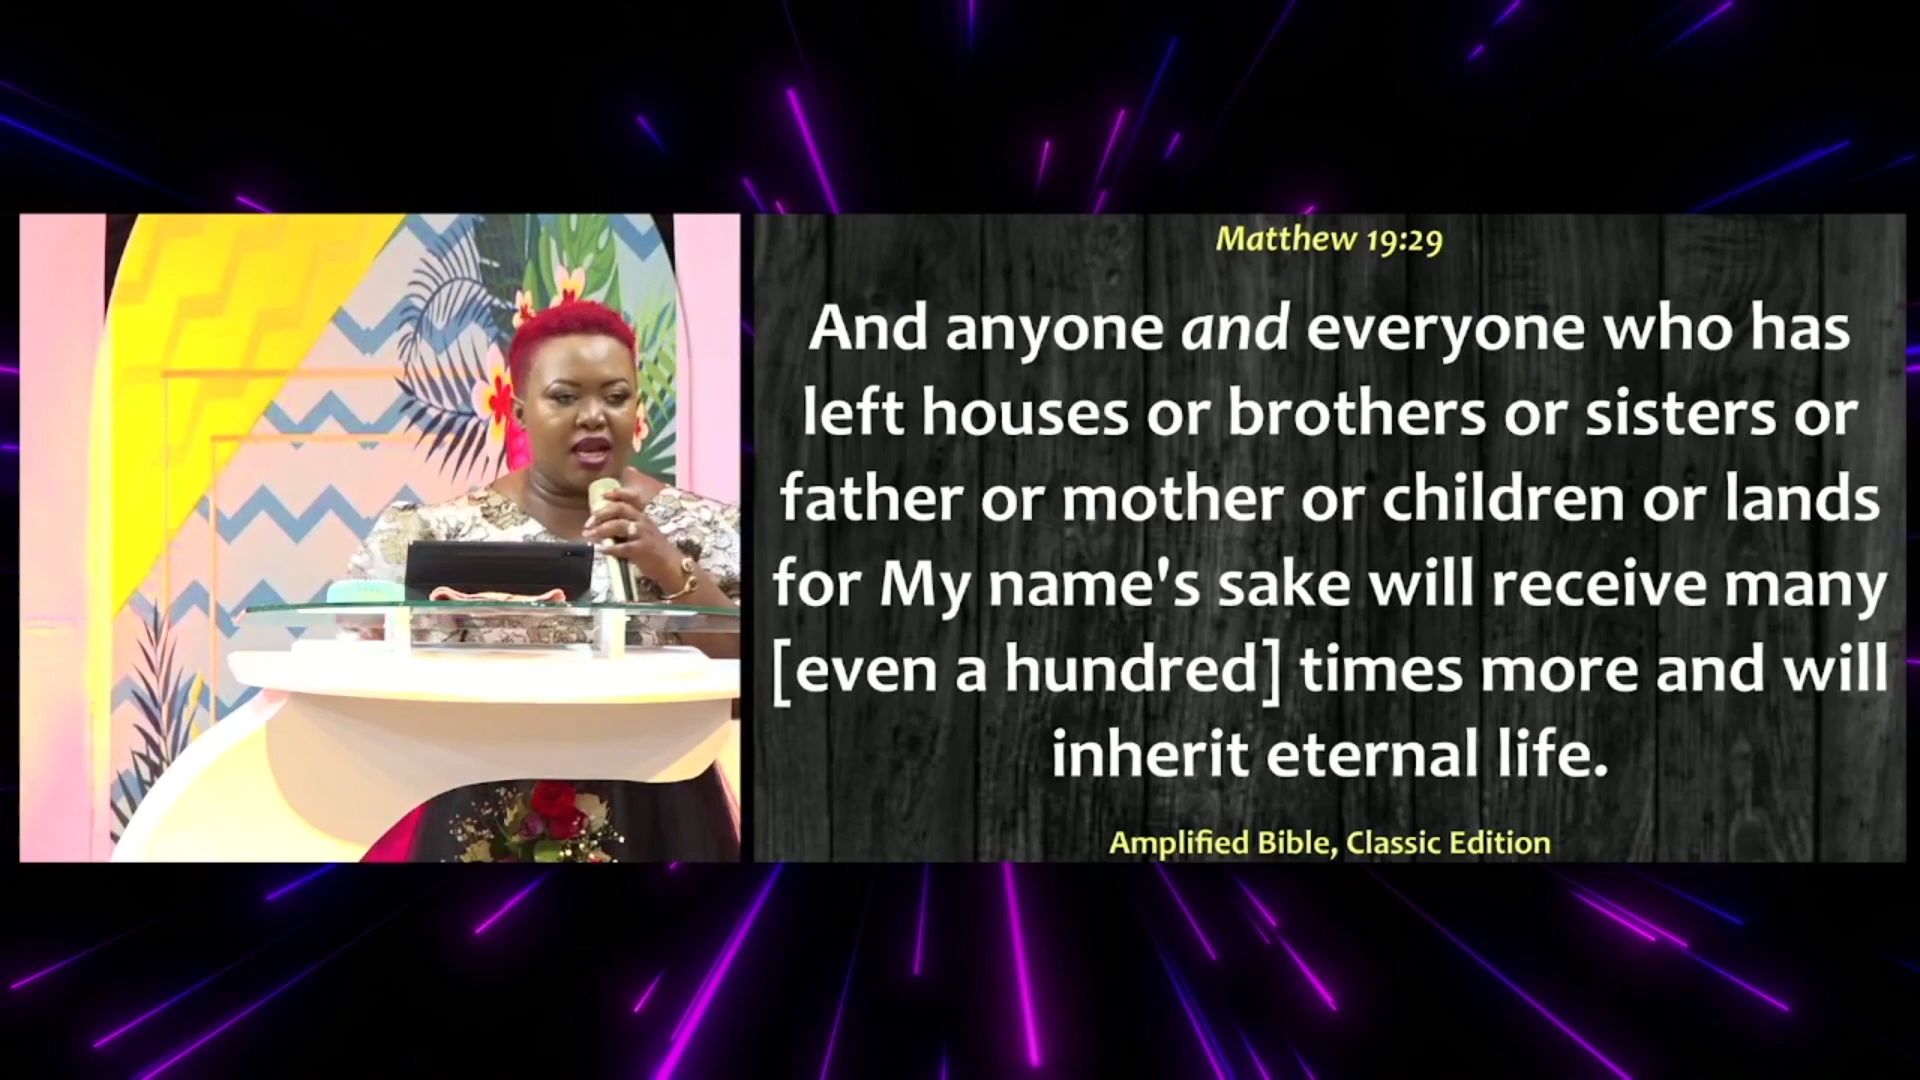 Matthew 19:29
And anyone and everyone who has
left houses or brothers or sisters or
father or mother or children or lands
for My name's sake will receive many
[even a hundred] times more and will
inherit eternal life.
Amplified Bible, Classic Edition